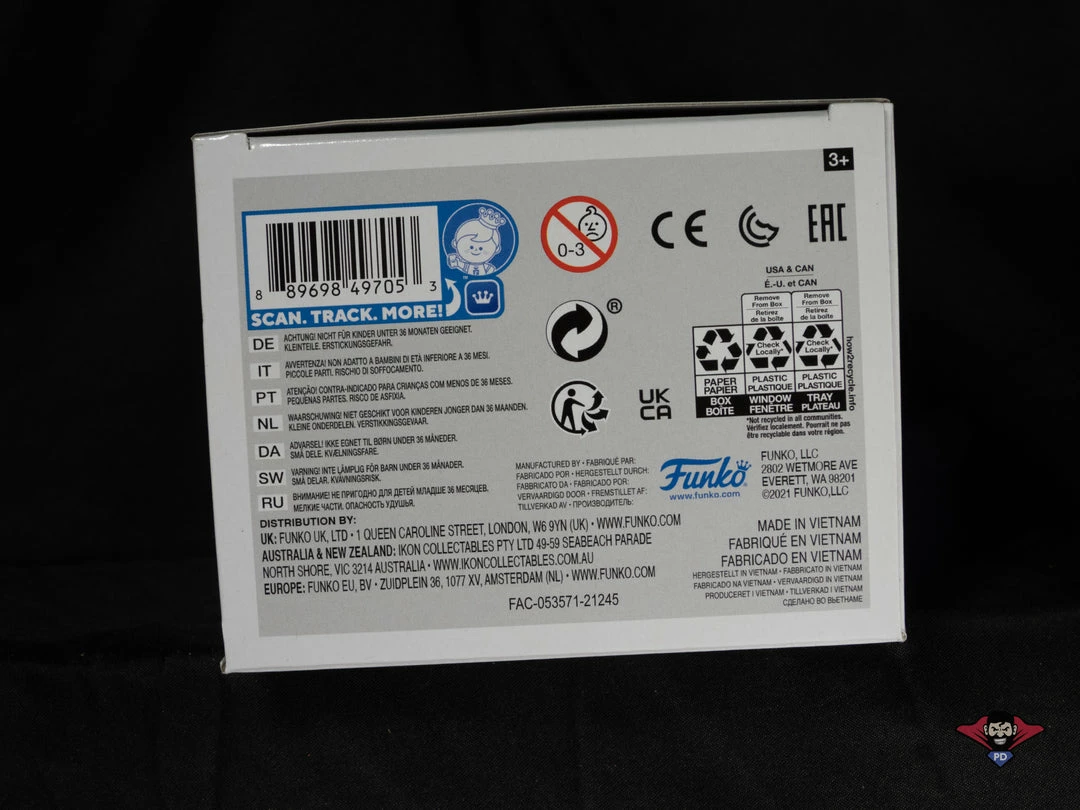 3+
8 89698 49705 3
SCAN. TRACK. MORE!
™
0-3
CE
EAC
®
UK
CA
USA & CAN
É.-U. et CAN
Remove
From Box
Retirez
de la boîte
Remove
From Box
Retirez
de la boîte
Check
Locally*
Check
Locally*
PAPER
PAPIER
PLASTIC
PLASTIQUE
PLASTIC
PLASTIQUE
BOX
BOÎTE
WINDOW
FENÊTRE
TRAY
PLATEAU
how2recycle.info
*Not recycled in all communities.
Vérifiez localement. Pourrait ne pas
être recyclable dans votre région.
DE ACHTUNG! NICHT FÜR KINDER UNTER 36 MONATEN GEEIGNET.
KLEINTEILE. ERSTICKUNGSGEFAHR.
IT AVVERTENZA! NON ADATTO A BAMBINI DI ETÀ INFERIORE A 36 MESI.
PICCOLE PARTI. RISCHIO DI SOFFOCAMENTO.
PT ATENÇÃO! CONTRA-INDICADO PARA CRIANÇAS COM MENOS DE 36 MESES.
PEQUENAS PARTES. RISCO DE ASFIXIA.
NL WAARSCHUWING! NIET GESCHIKT VOOR KINDEREN JONGER DAN 36 MAANDEN.
KLEINE ONDERDELEN. VERSTIKKINGSGEVAAR.
DA ADVARSEL! IKKE EGNET TIL BØRN UNDER 36 MÅNEDER.
SMÅ DELE. KVÆLNINGSFARE.
SW VARNING! INTE LÄMPLIG FÖR BARN UNDER 36 MÅNADER.
SMÅ DELAR. KVÄVNINGSRISK.
RU ВНИМАНИЕ! НЕ ПРИГОДНО ДЛЯ ДЕТЕЙ МЛАДШЕ 36 МЕСЯЦЕВ.
МЕЛКИЕ ЧАСТИ. ОПАСНОСТЬ УДУШЬЯ.
MANUFACTURED BY • FABRIQUÉ PAR:
FABRICADO POR • HERGESTELLT DURCH:
FABBRICATO DA • FABRICADO POR:
VERVAARDIGD DOOR • FREMSTILLET AF:
TILLVERKAD AV • ПРОИЗВОДИТЕЛЬ:
Funko
www.funko.com
FUNKO, LLC
2802 WETMORE AVE
EVERETT, WA 98201
©2021 FUNKO,LLC
DISTRIBUTION BY:
UK: FUNKO UK, LTD • 1 QUEEN CAROLINE STREET, LONDON, W6 9YN (UK) • WWW.FUNKO.COM
AUSTRALIA & NEW ZEALAND: IKON COLLECTABLES PTY LTD 49-59 SEABEACH PARADE
NORTH SHORE, VIC 3214 AUSTRALIA • WWW.IKONCOLLECTABLES.COM.AU
EUROPE: FUNKO EU, BV • ZUIDPLEIN 36, 1077 XV, AMSTERDAM (NL) • WWW.FUNKO.COM
FAC-053571-21245
MADE IN VIETNAM
FABRIQUÉ EN VIETNAM
FABRICADO EN VIETNAM
HERGESTELLT IN VIETNAM • FABBRICATO IN VIETNAM
FABRICADO NA VIETNAM • VERVAARDIGD IN VIETNAM
PRODUCERET I VIETNAM • TILLVERKAD I VIETNAM
СДЕЛАНО ВО ВЬЕТНАМЕ
PD